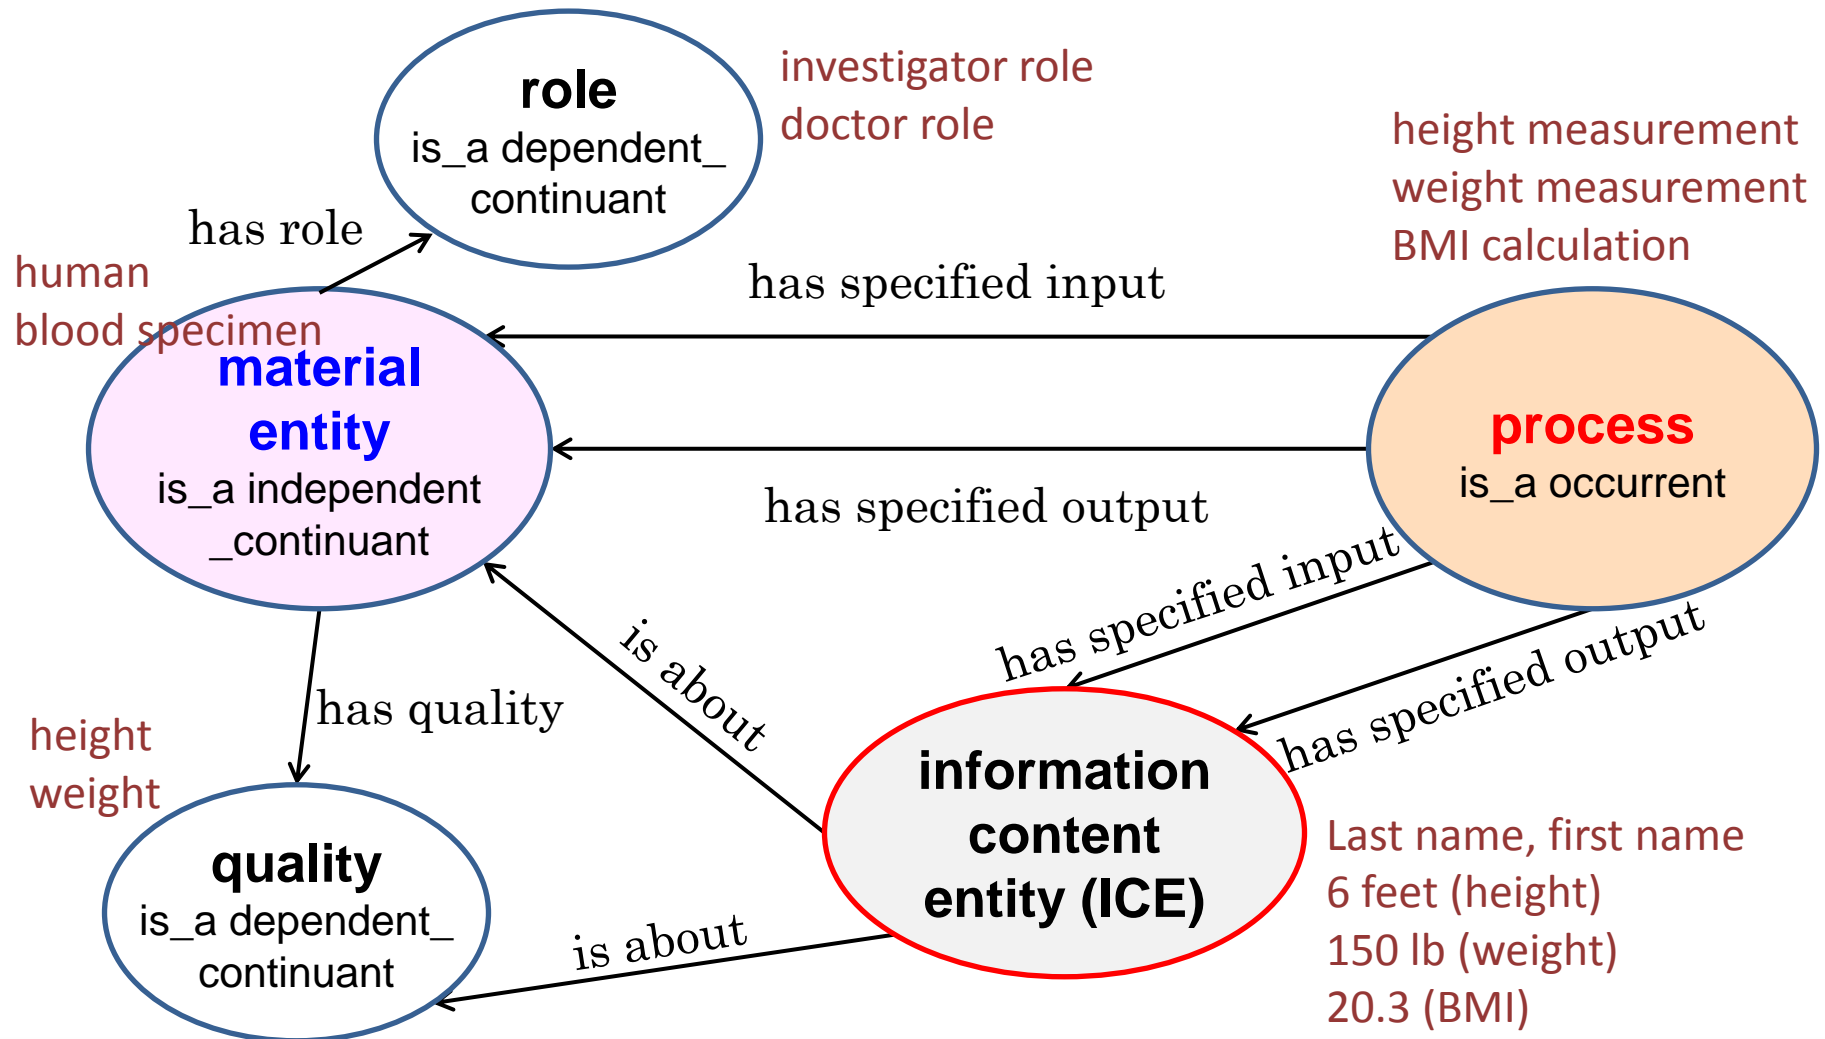 role
is_a dependent_
continuant
investigator role
doctor role
height measurement
weight measurement
BMI calculation
has role
human
blood specimen
has specified input
material
entity
is_a independent
_continuant
process
is_a occurrent
has specified output
has specified input
has specified output
is about
has quality
height
weight
quality
is_a dependent_
continuant
is about
information
content
entity (ICE)
Last name, first name
6 feet (height)
150 lb (weight)
20.3 (BMI)